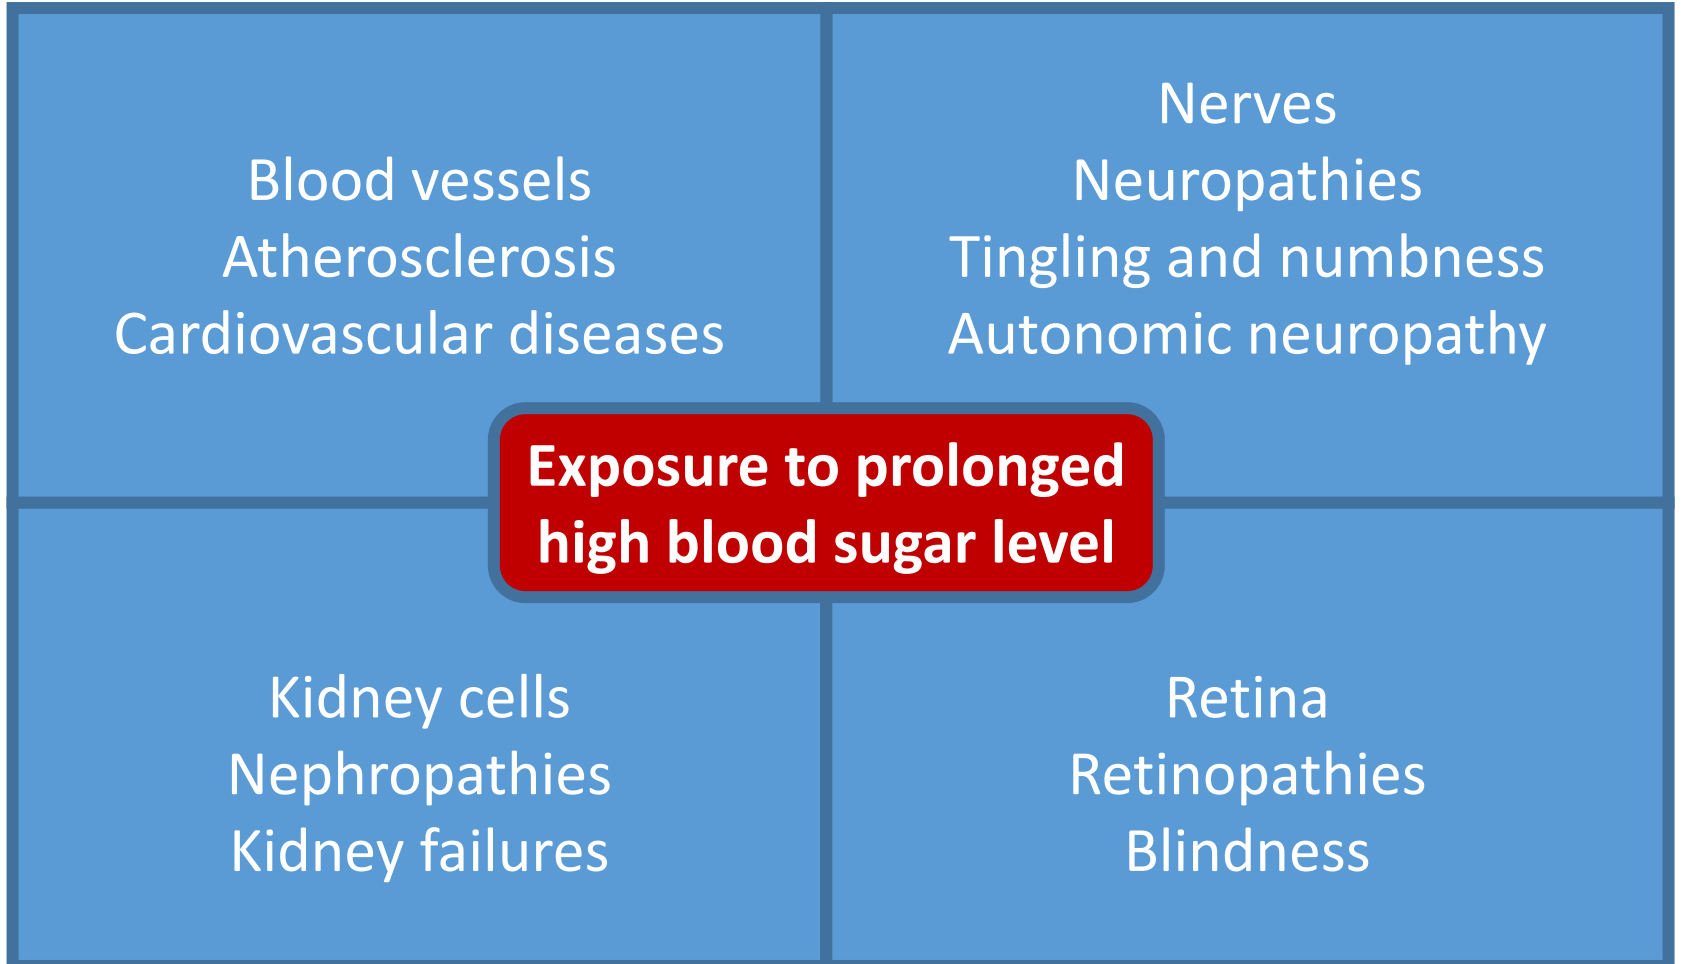 Blood vessels
Atherosclerosis
Cardiovascular diseases
Nerves
Neuropathies
Tingling and numbness
Autonomic neuropathy
Exposure to prolonged
high blood sugar level
Kidney cells
Nephropathies
Kidney failures
Retina
Retinopathies
Blindness